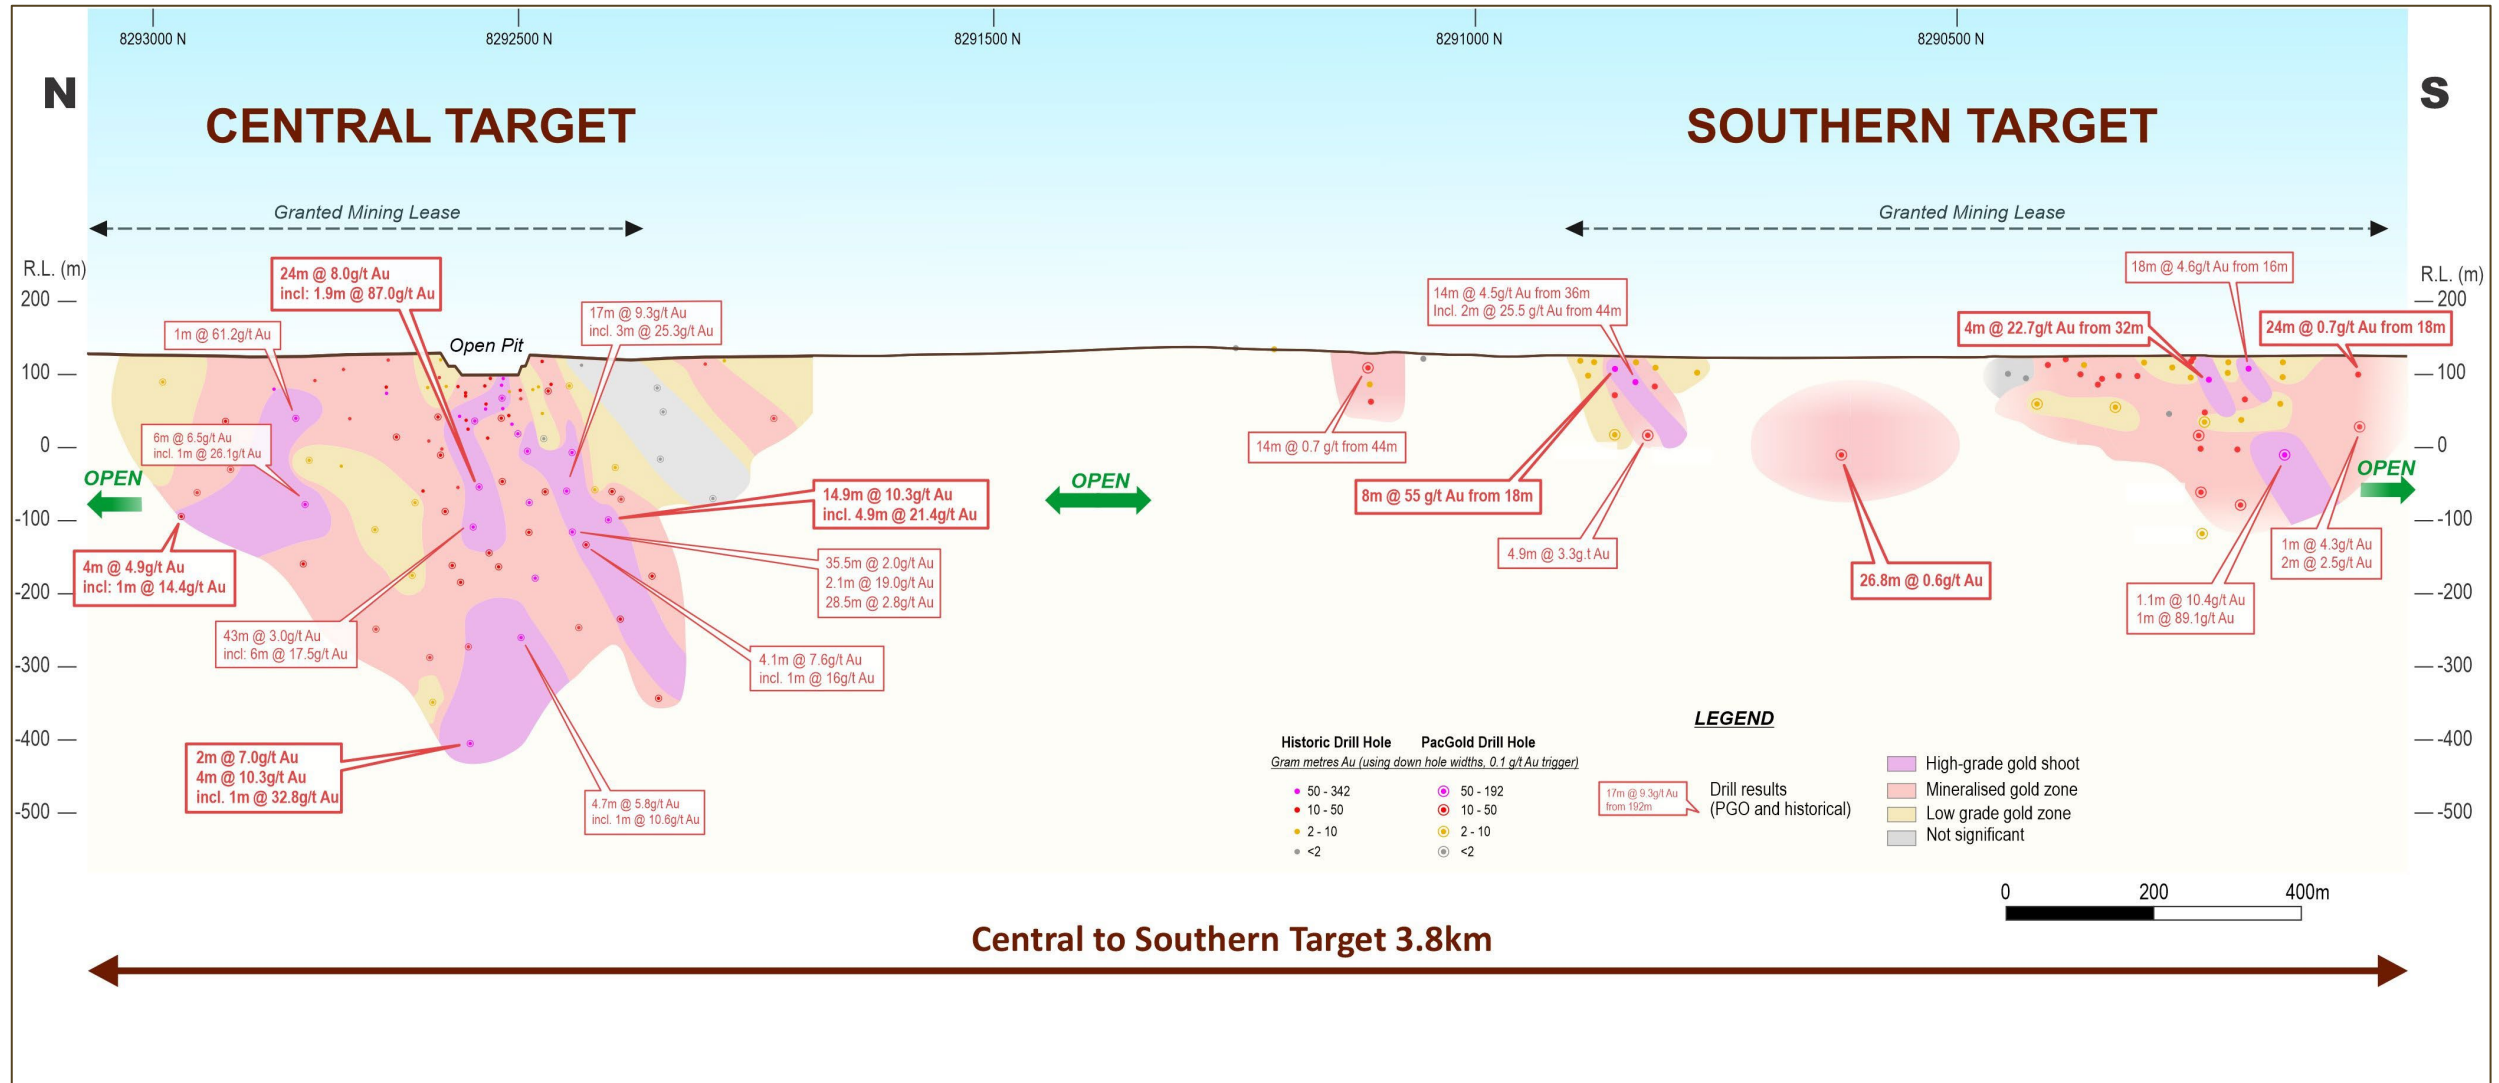 8293000 N
8292500 N
8291500 N
8291000 N
8290500 N
N
S
CENTRAL TARGET
SOUTHERN TARGET
Granted Mining Lease
Granted Mining Lease
R.L. (m)
200
100
0
-100
-200
-300
-400
-500
R.L. (m)
200
100
0
-100
-200
-300
-400
-500
24m @ 8.0g/t Au
incl: 1.9m @ 87.0g/t Au
1m @ 61.2g/t Au
Open Pit
17m @ 9.3g/t Au
incl. 3m @ 25.3g/t Au
6m @ 6.5g/t Au
incl. 1m @ 26.1g/t Au
OPEN
4m @ 4.9g/t Au
incl: 1m @ 14.4g/t Au
43m @ 3.0g/t Au
incl: 6m @ 17.5g/t Au
2m @ 7.0g/t Au
4m @ 10.3g/t Au
incl. 1m @ 32.8g/t Au
14.9m @ 10.3g/t Au
incl. 4.9m @ 21.4g/t Au
35.5m @ 2.0g/t Au
2.1m @ 19.0g/t Au
28.5m @ 2.8g/t Au
4.1m @ 7.6g/t Au
incl. 1m @ 16g/t Au
4.7m @ 5.8g/t Au
incl. 1m @ 10.6g/t Au
OPEN
14m @ 4.5g/t Au from 36m
Incl. 2m @ 25.5 g/t Au from 44m
14m @ 0.7 g/t from 44m
8m @ 55 g/t Au from 18m
4.9m @ 3.3g.t Au
26.8m @ 0.6g/t Au
18m @ 4.6g/t Au from 16m
4m @ 22.7g/t Au from 32m
24m @ 0.7g/t Au from 18m
OPEN
1m @ 4.3g/t Au
2m @ 2.5g/t Au
1.1m @ 10.4g/t Au
1m @ 89.1g/t Au
LEGEND
Historic Drill Hole
PacGold Drill Hole
Gram metres Au (using down hole widths, 0.1 g/t Au trigger)
50 - 342
10 - 50
2 - 10
<2
50 - 192
10 - 50
2 - 10
<2
17m @ 9.3g/t Au
from 192m
Drill results
(PGO and historical)
High-grade gold shoot
Mineralised gold zone
Low grade gold zone
Not significant
0 200 400m
Central to Southern Target 3.8km